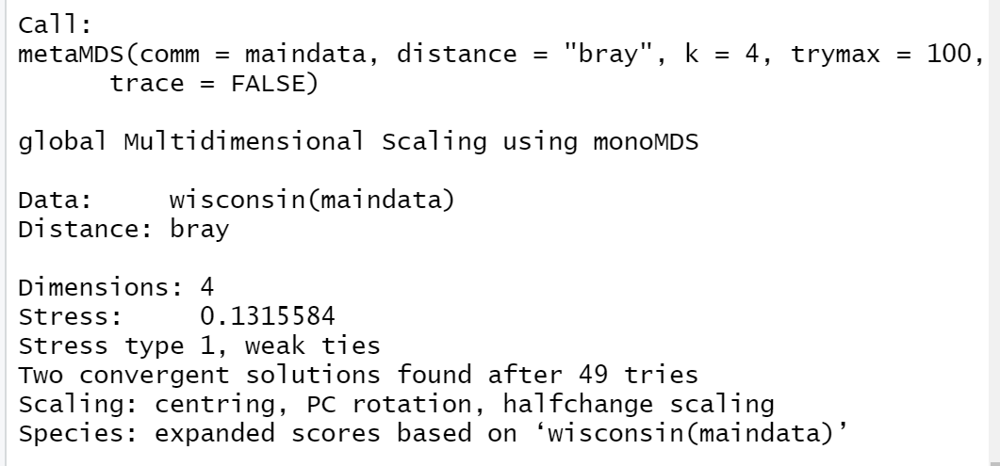 Call:
metaMDS(comm = maindata, distance = "bray", k = 4, trymax = 100,
trace = FALSE)
global Multidimensional Scaling using monoMDS
Data: wisconsin(maindata)
Distance: bray
Dimensions: 4
Stress: 0.1315584
Stress type 1, weak ties
Two convergent solutions found after 49 tries
Scaling: centring, PC rotation, halfchange scaling
Species: expanded scores based on ‘wisconsin(maindata)’